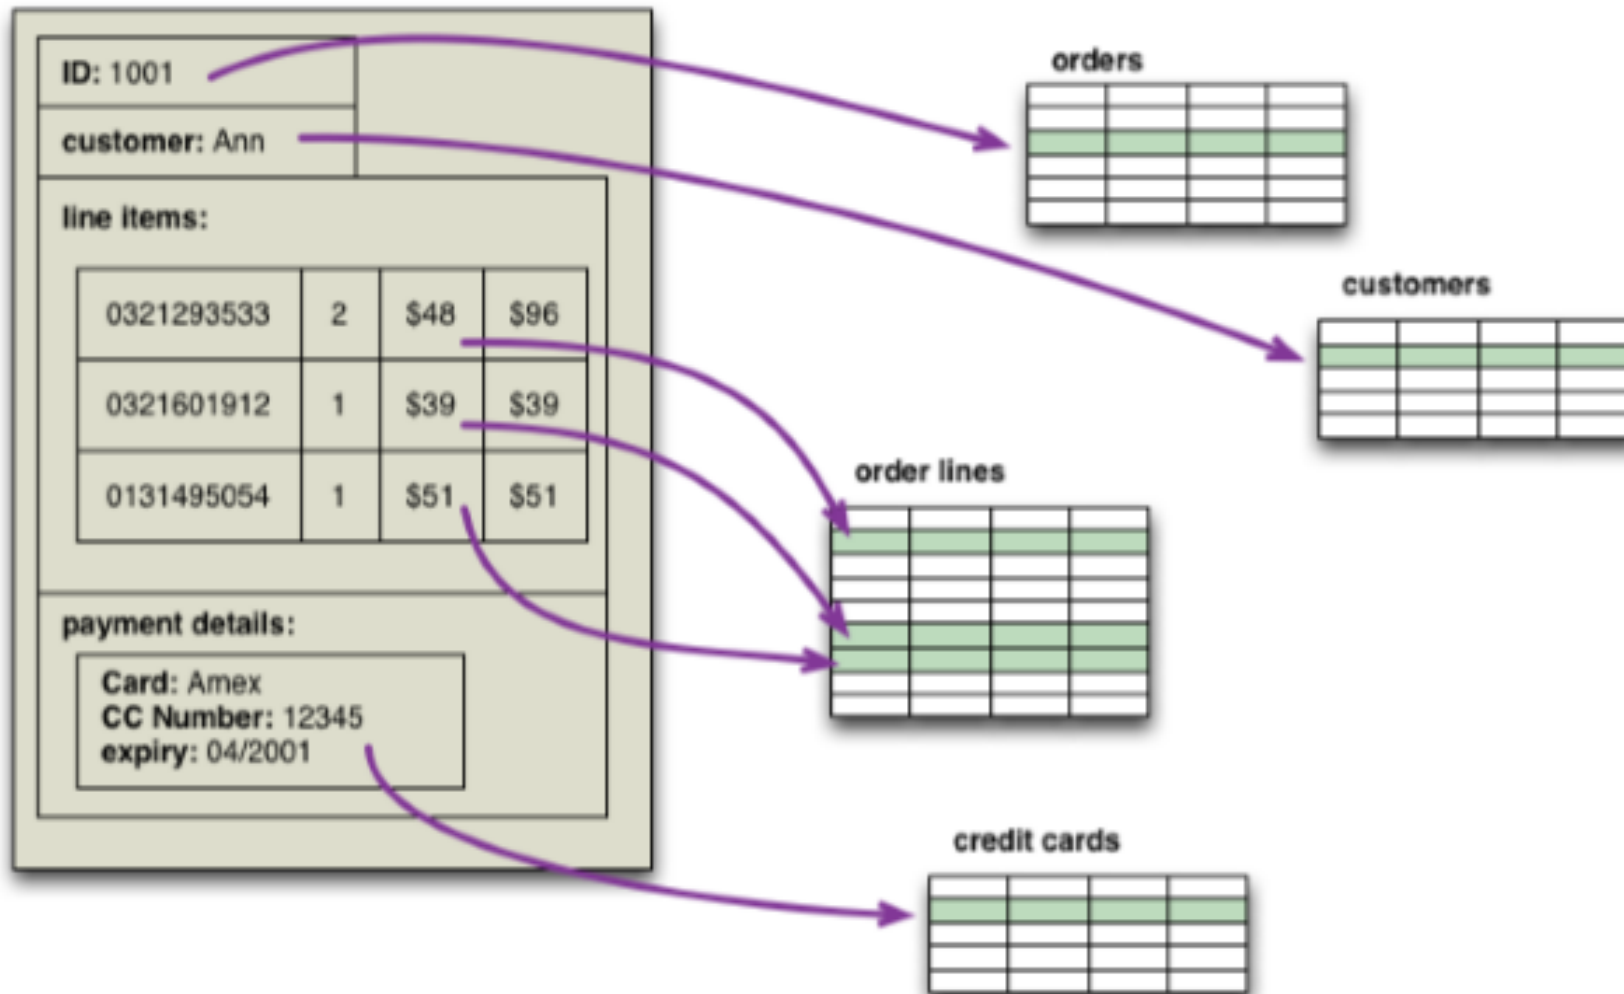 ID: 1001
customer: Ann
line items:
0321293533 2 $48 $96
0321601912 1 $39 $39
0131495054 1 $51 $51
payment details:
Card: Amex
CC Number: 12345
expiry: 04/2001
orders
customers
order lines
credit cards